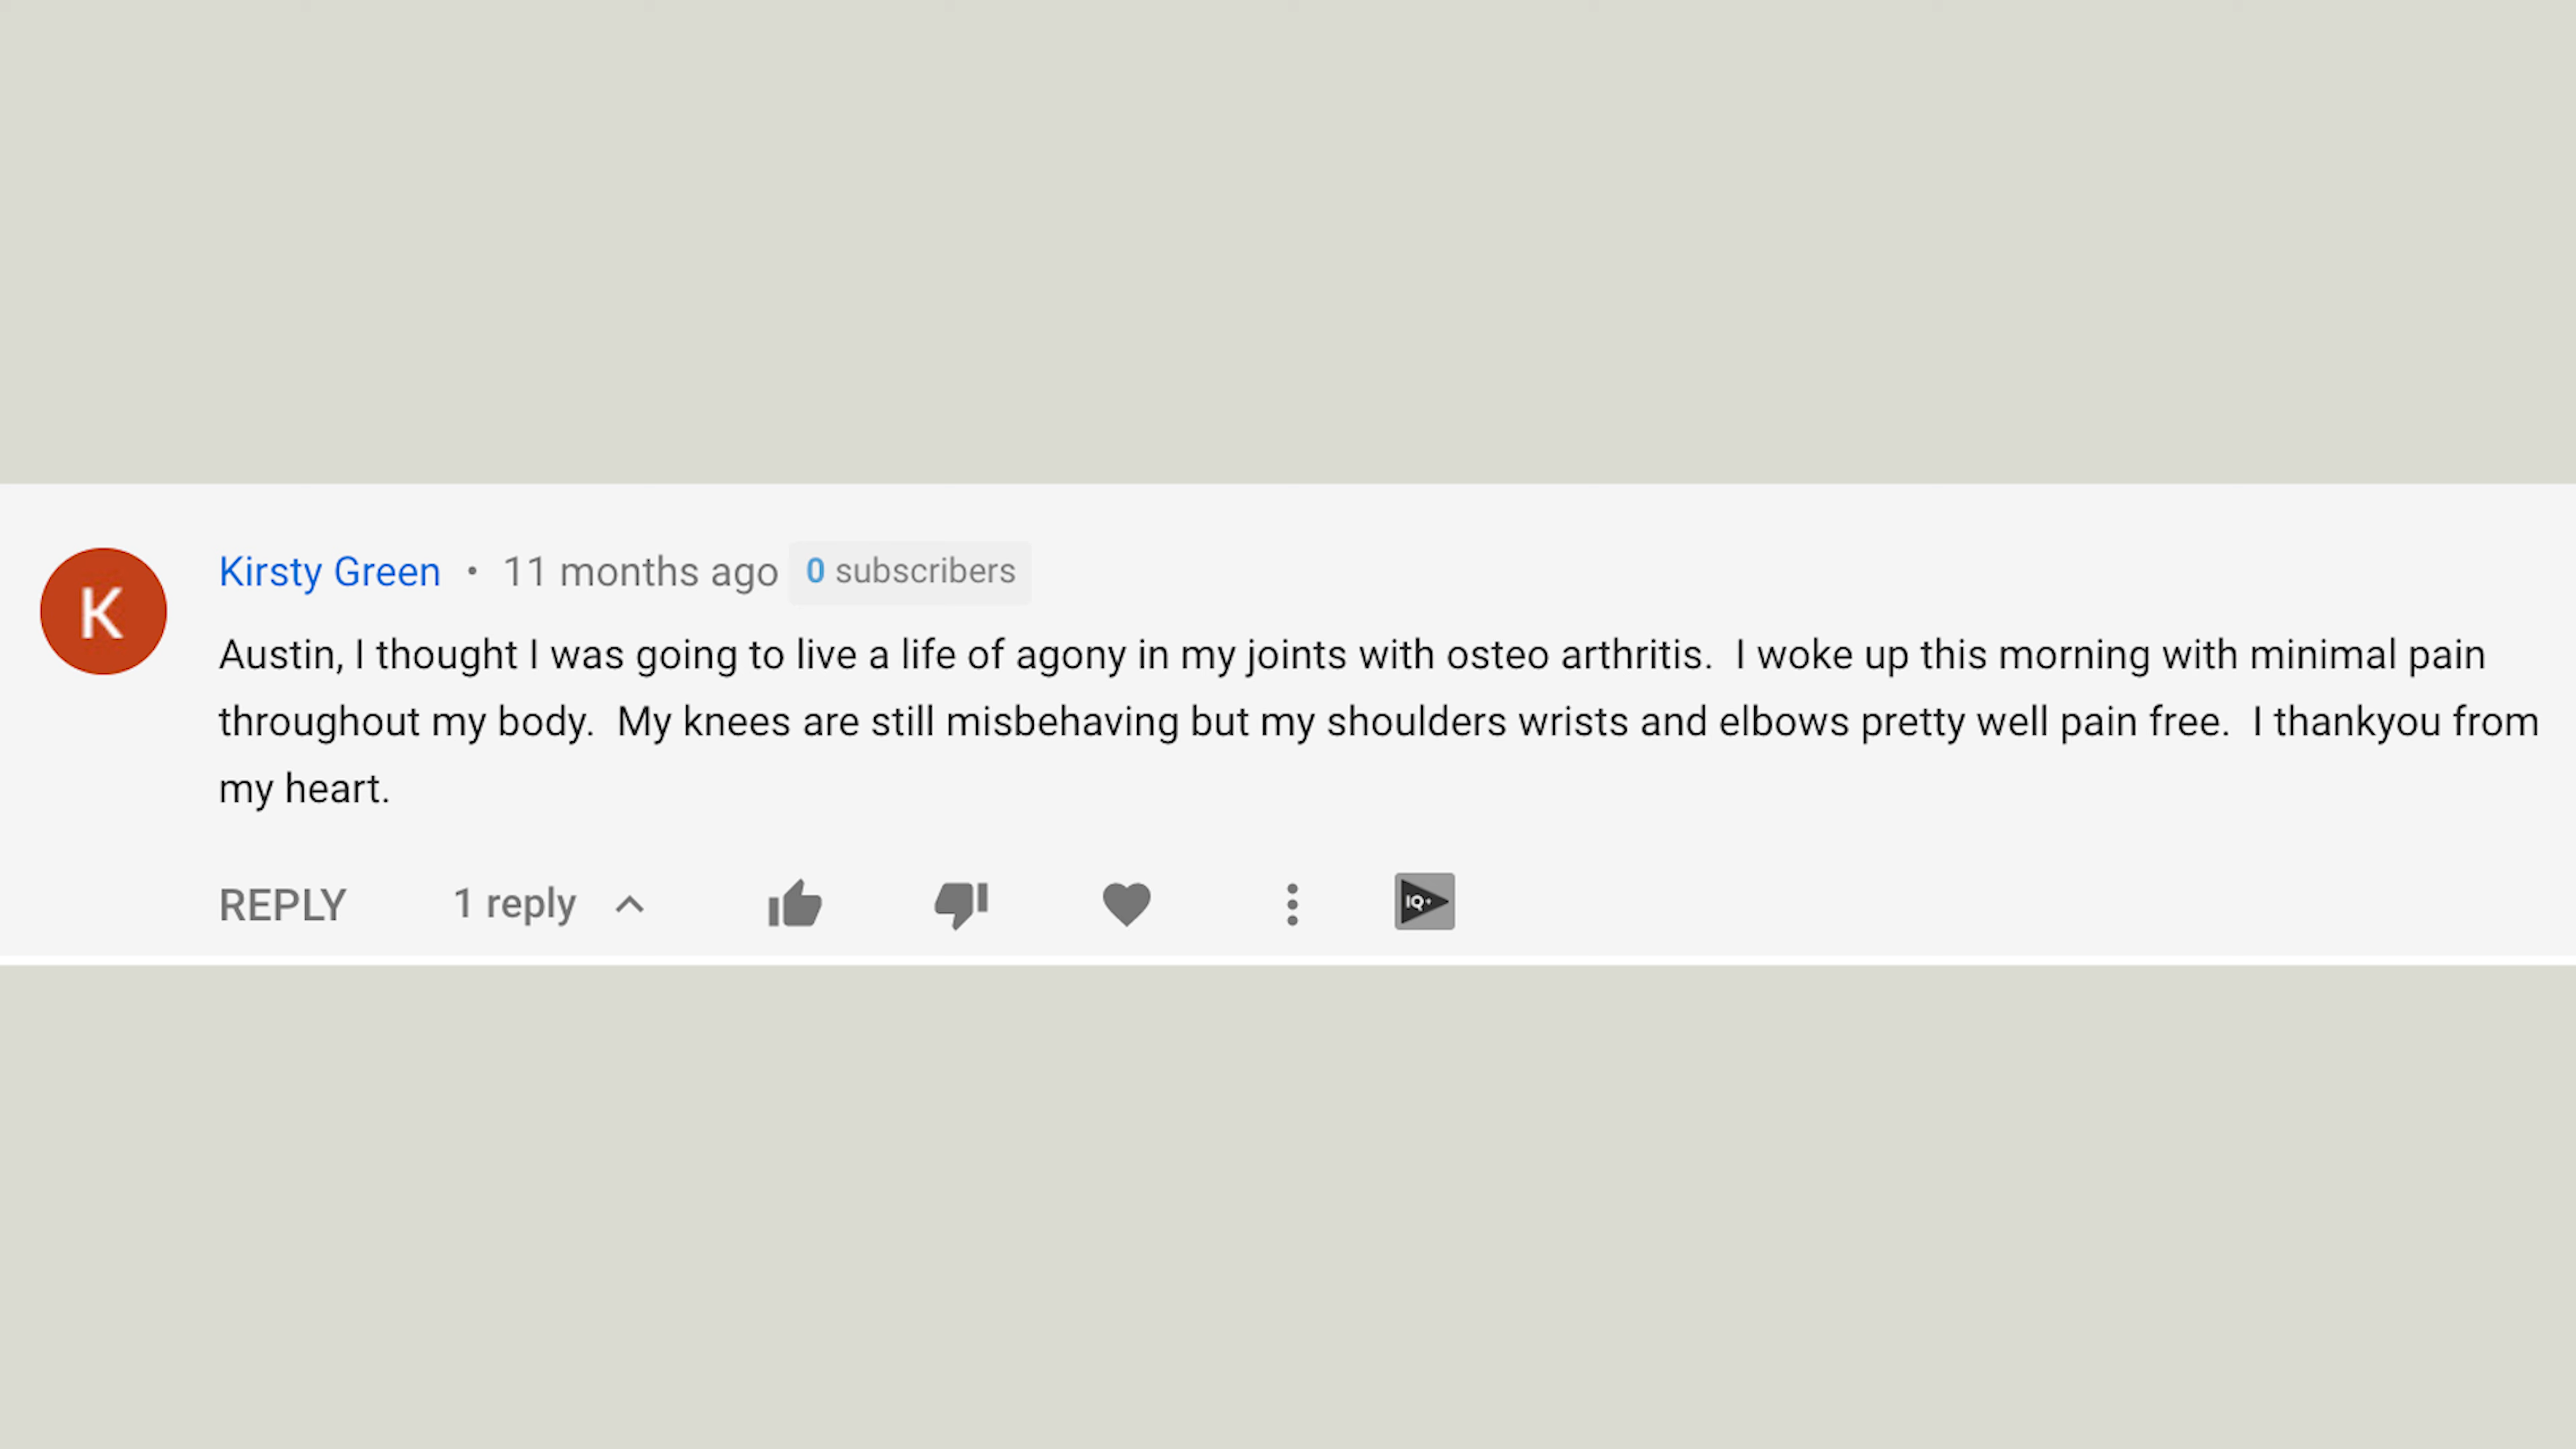 K
Kirsty Green • 11 months ago 0 subscribers
Austin, I thought I was going to live a life of agony in my joints with osteo arthritis.  I woke up this morning with minimal pain
throughout my body.  My knees are still misbehaving but my shoulders wrists and elbows pretty well pain free.  I thankyou from
my heart.
REPLY 1 reply IQ+